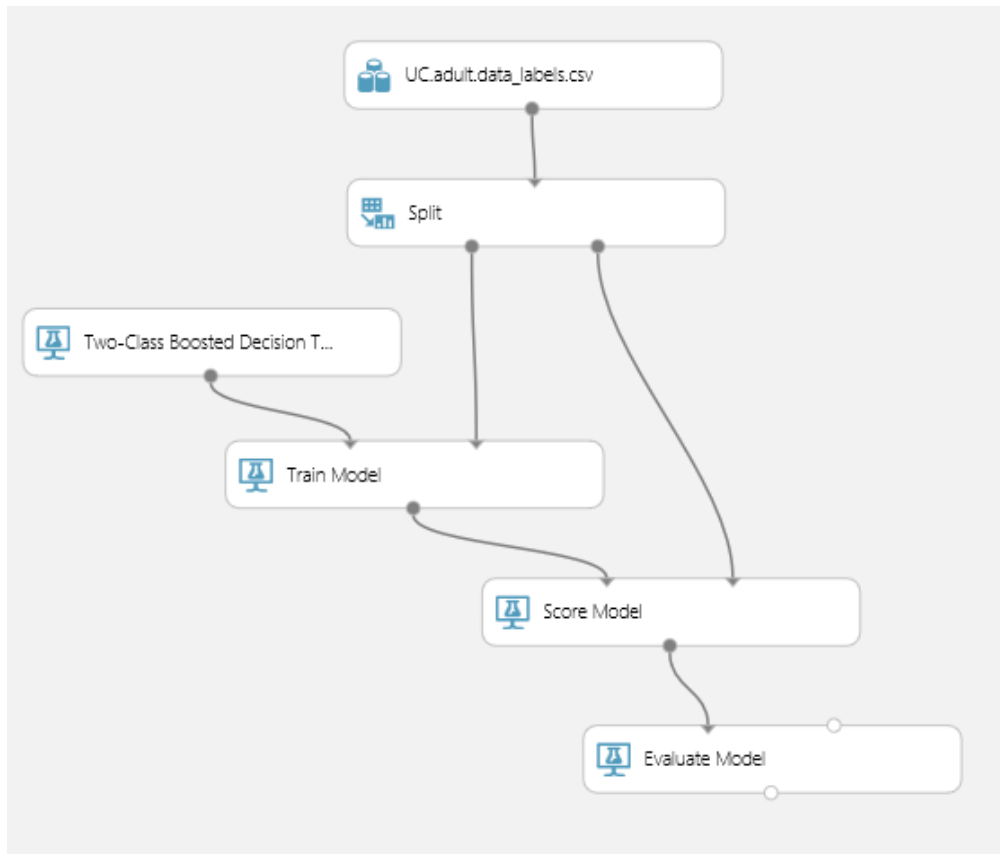 UC.adult.data_labels.csv
Split
Two-Class Boosted Decision T...
Train Model
Score Model
Evaluate Model